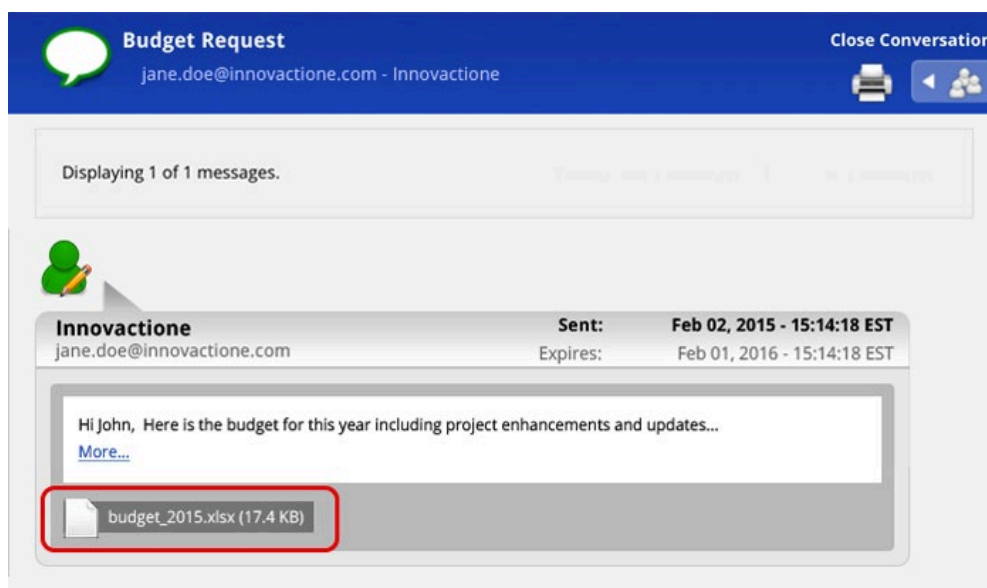 Budget Request
jane.doe@innovactione.com - Innovactione
Close Conversation
Displaying 1 of 1 messages.
Innovactione
jane.doe@innovactione.com
Sent: Feb 02, 2015 - 15:14:18 EST
Expires: Feb 01, 2016 - 15:14:18 EST
Hi John, Here is the budget for this year including project enhancements and updates...
More...
budget_2015.xlsx (17.4 KB)